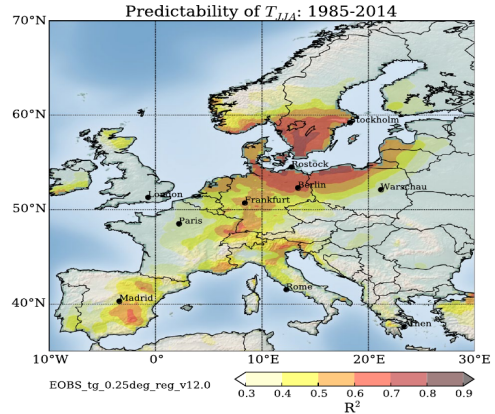 Predictability of T_JJA: 1985-2014
70°N
60°N
50°N
40°N
Stockholm
Rostock
Berlin
Warschau
London
Frankfurt
Paris
Rome
Madrid
Athen
10°W 0° 10°E 20°E 30°E
EOBS_tg_0.25deg_reg_v12.0
0.3 0.4 0.5 0.6 0.7 0.8 0.9
R²